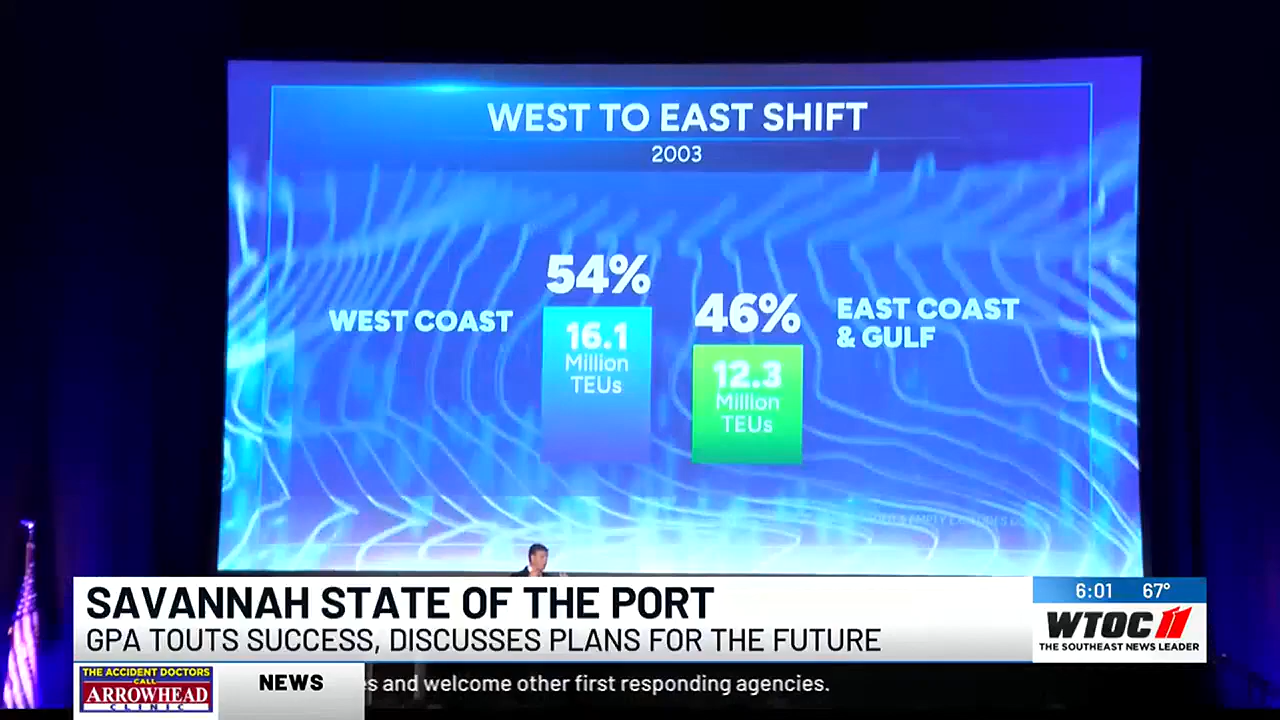 WEST TO EAST SHIFT
2003
54%
46%
WEST COAST
16.1
Million
TEUs
12.3
Million
TEUs
EAST COAST
& GULF
SAVANNAH STATE OF THE PORT
GPA TOUTS SUCCESS, DISCUSSES PLANS FOR THE FUTURE
6:01 67°
WTOC 11
THE SOUTHEAST NEWS LEADER
THE ACCIDENT DOCTORS
CALL
ARROWHEAD
CLINIC
NEWS
s and welcome other first responding agencies.